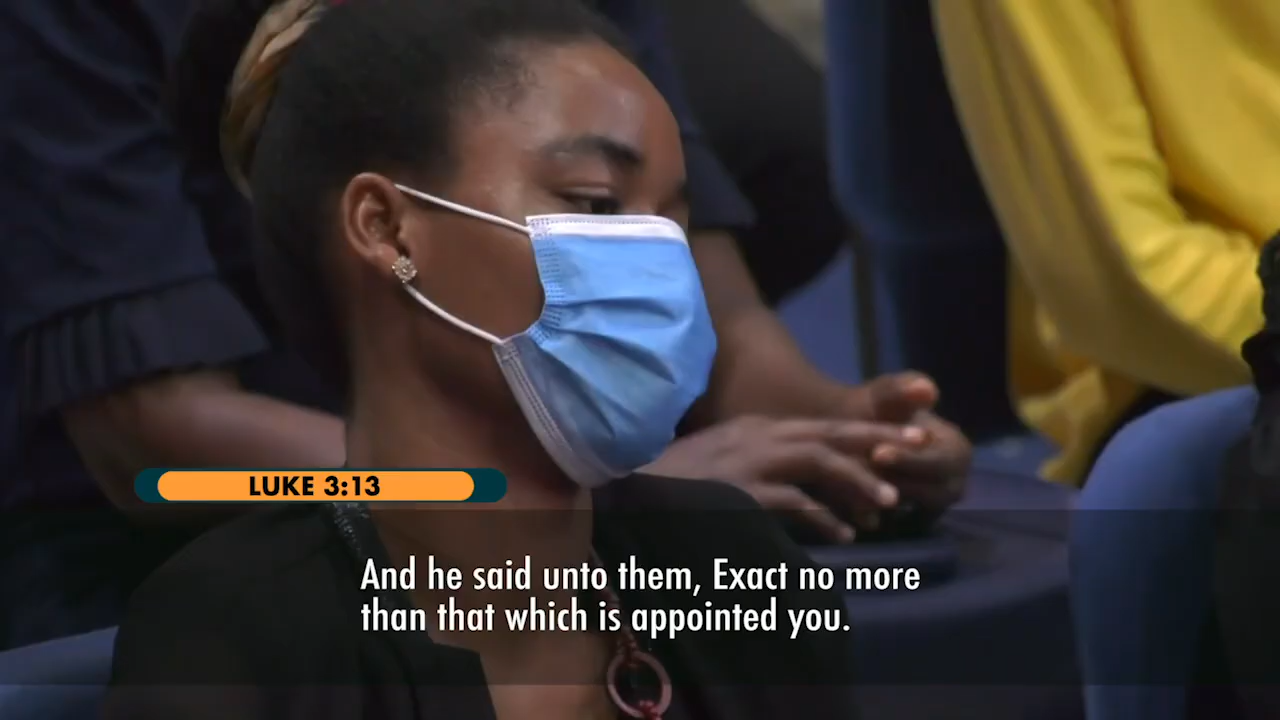 LUKE 3:13
And he said unto them, Exact no more
than that which is appointed you.